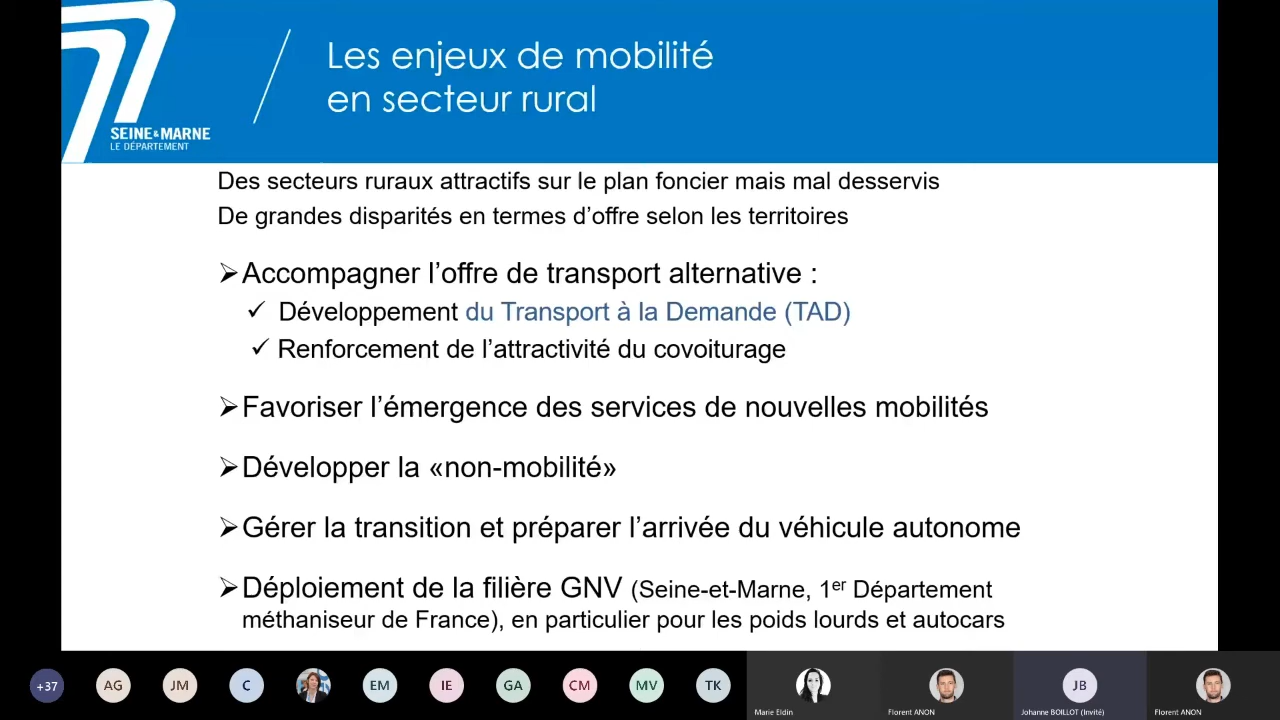 Les enjeux de mobilité
en secteur rural
SEINE&MARNE
LE DÉPARTEMENT
Des secteurs ruraux attractifs sur le plan foncier mais mal desservis
De grandes disparités en termes d’offre selon les territoires
➢Accompagner l’offre de transport alternative :
✓ Développement du Transport à la Demande (TAD)
✓ Renforcement de l’attractivité du covoiturage
➢Favoriser l’émergence des services de nouvelles mobilités
➢Développer la «non-mobilité»
➢Gérer la transition et préparer l’arrivée du véhicule autonome
➢Déploiement de la filière GNV (Seine-et-Marne, 1er Département
méthaniseur de France), en particulier pour les poids lourds et autocars
+37 AG JM C EM IE GA CM MV TK JB
Marie Eldin Florent ANON Johanne BOILLOT (Invité) Florent ANON